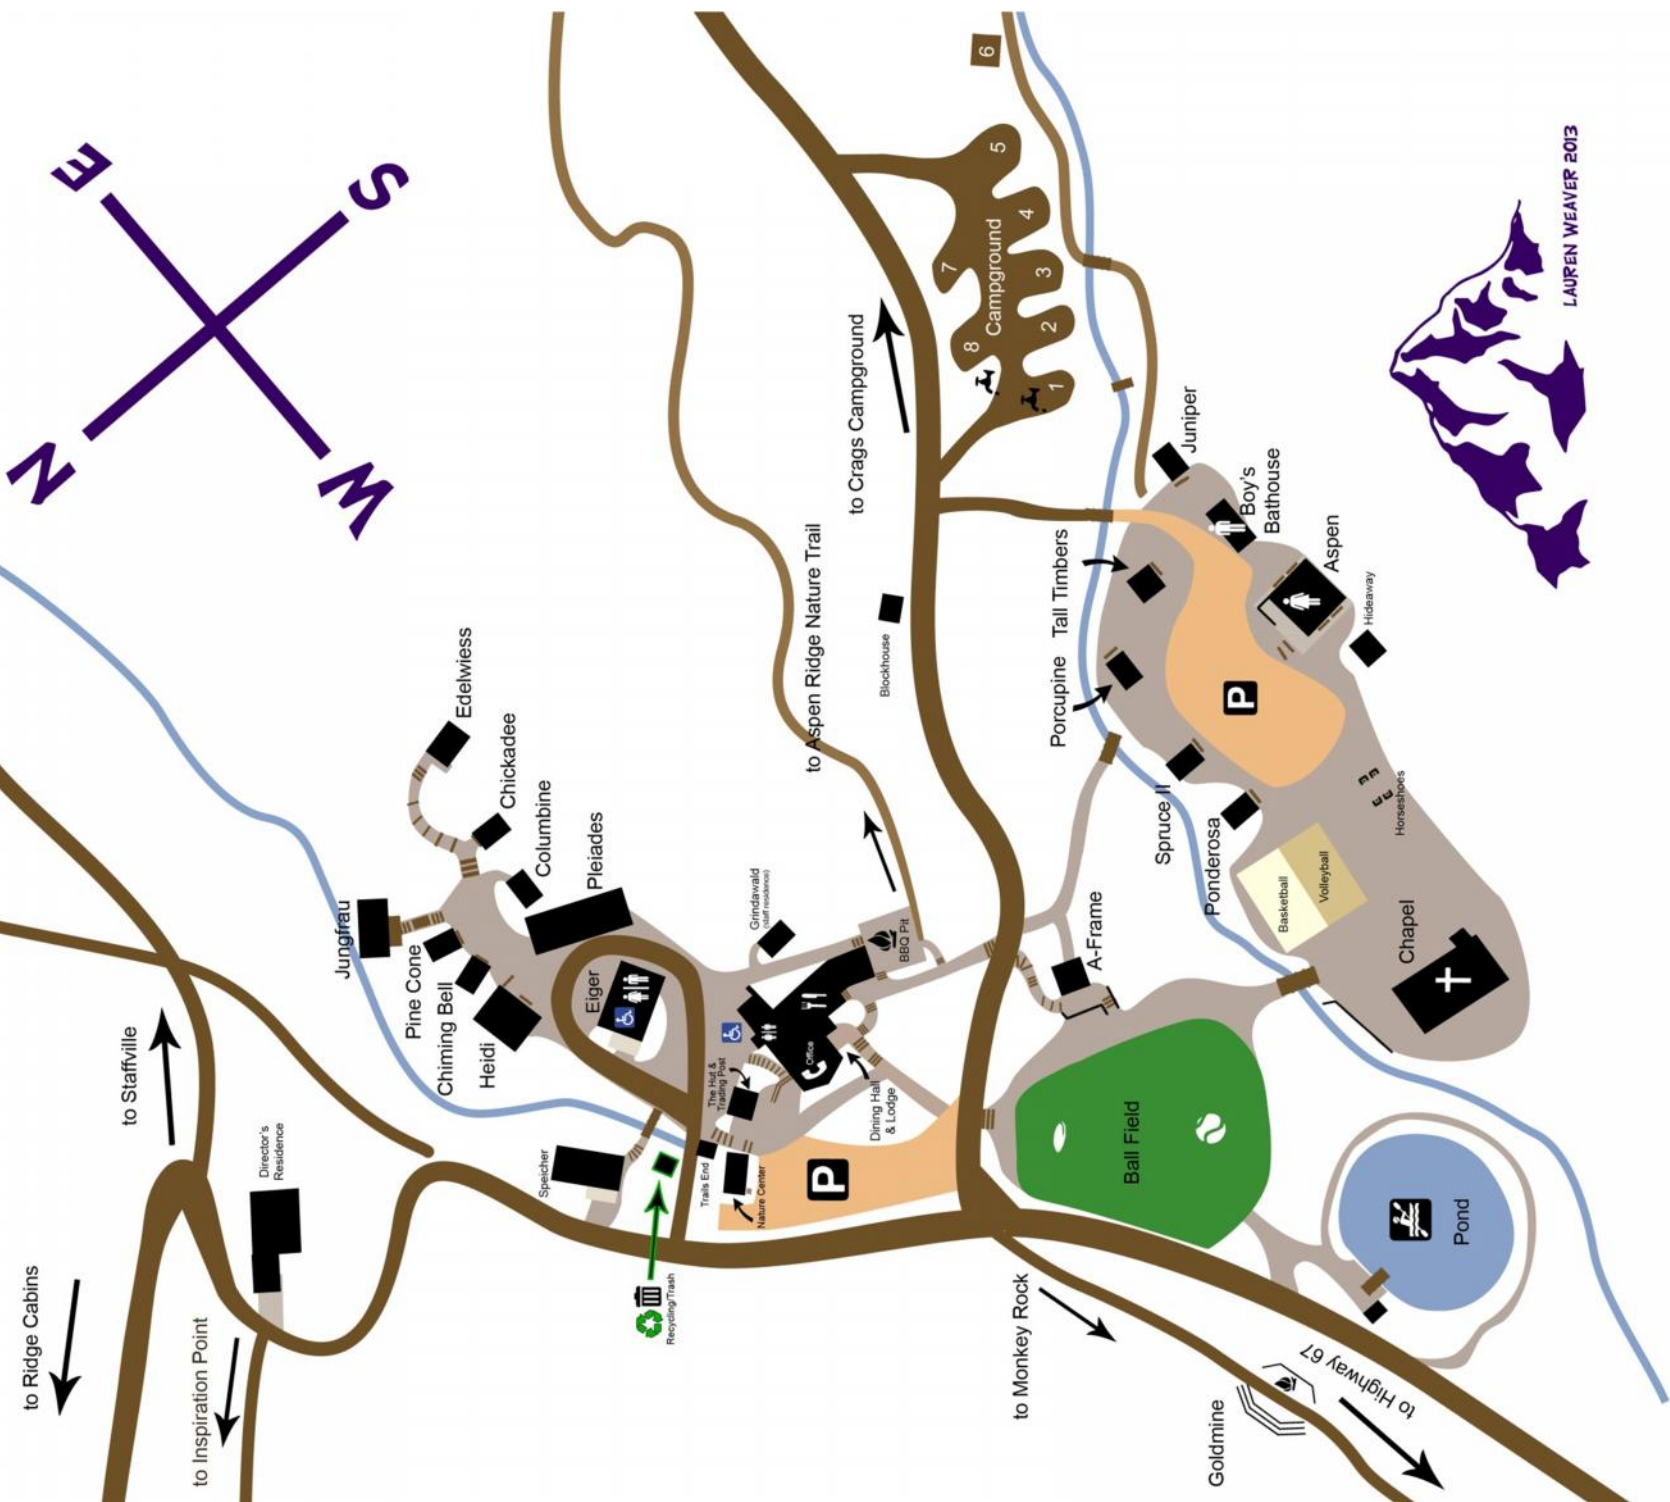 N
E
S
W
to Ridge Cabins
to Staffville
to Inspiration Point
Director's
Residence
Jungfrau
Edelwiess
Chickadee
Columbine
Pleiades
Pine Cone
Chiming Bell
Heidi
Eiger
Speicher
Recycling/Trash
Trails End
Nature Center
The Hut &
Trading Post
Office
Dining Hall
& Lodge
Grindawald
(staff residence)
BBQ Pit
P
to Aspen Ridge Nature Trail
to Crags Campground
Blockhouse
Campground
1
2
3
4
5
6
7
8
Juniper
Boy's
Bathouse
Aspen
Hideaway
Tall Timbers
Porcupine
Spruce II
Ponderosa
P
Horseshoes
Basketball
Volleyball
Chapel
A-Frame
Ball Field
Pond
to Monkey Rock
Goldmine
to Highway 67
LAUREN WEAVER 2013